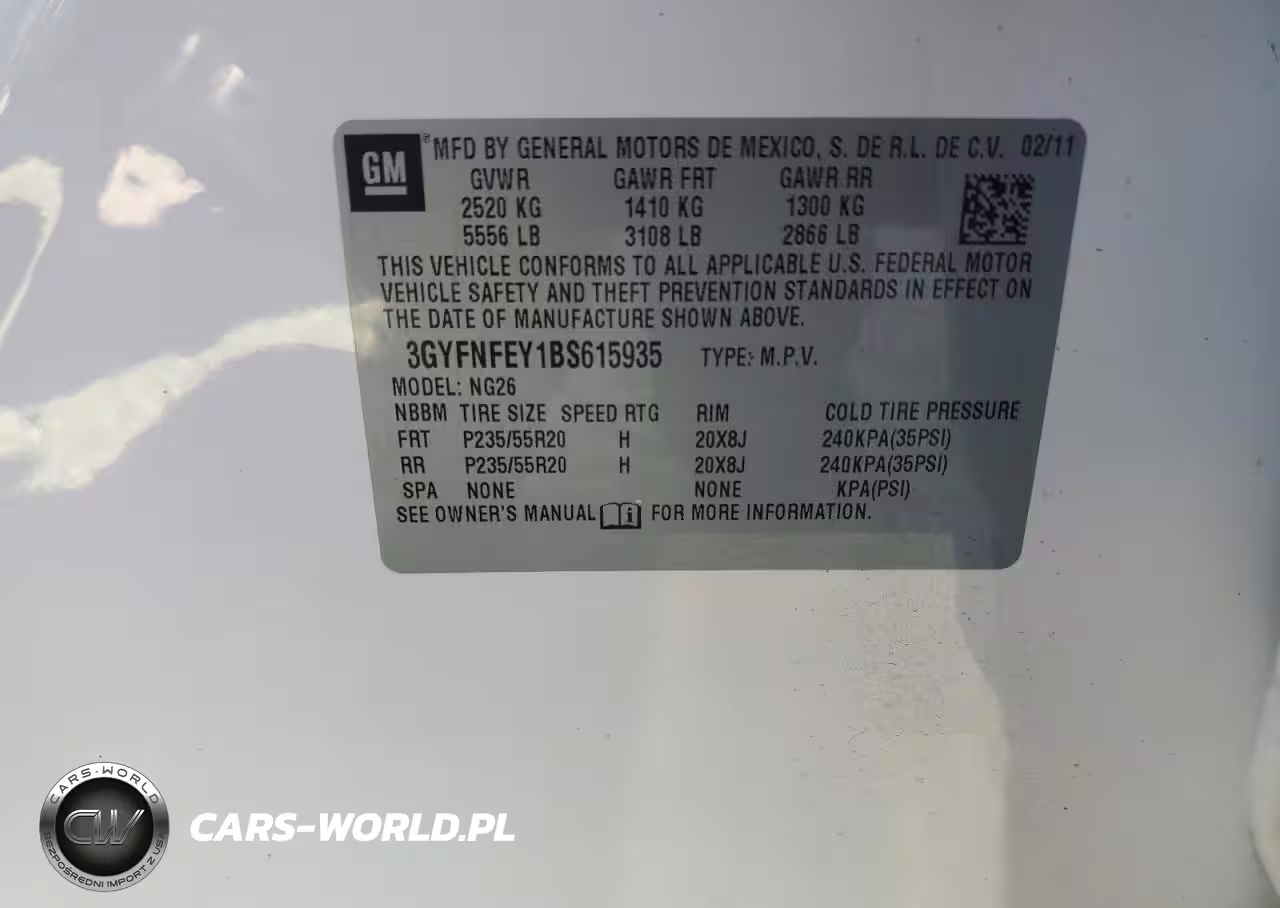 GM ® MFD BY GENERAL MOTORS DE MEXICO, S. DE R.L. DE C.V. 02/11
GVWR GAWR FRT GAWR RR
2520 KG 1410 KG 1300 KG
5556 LB 3108 LB 2866 LB
THIS VEHICLE CONFORMS TO ALL APPLICABLE U.S. FEDERAL MOTOR
VEHICLE SAFETY AND THEFT PREVENTION STANDARDS IN EFFECT ON
THE DATE OF MANUFACTURE SHOWN ABOVE.
3GYFNFEY1BS615935 TYPE: M.P.V.
MODEL: NG26
NBBM TIRE SIZE SPEED RTG RIM COLD TIRE PRESSURE
FRT P235/55R20 H 20X8J 240KPA(35PSI)
RR P235/55R20 H 20X8J 240KPA(35PSI)
SPA NONE NONE KPA(PSI)
SEE OWNER'S MANUAL i FOR MORE INFORMATION.
CARS-WORLD
CW
BEZPOŚREDNI IMPORT Z USA
CARS-WORLD.PL